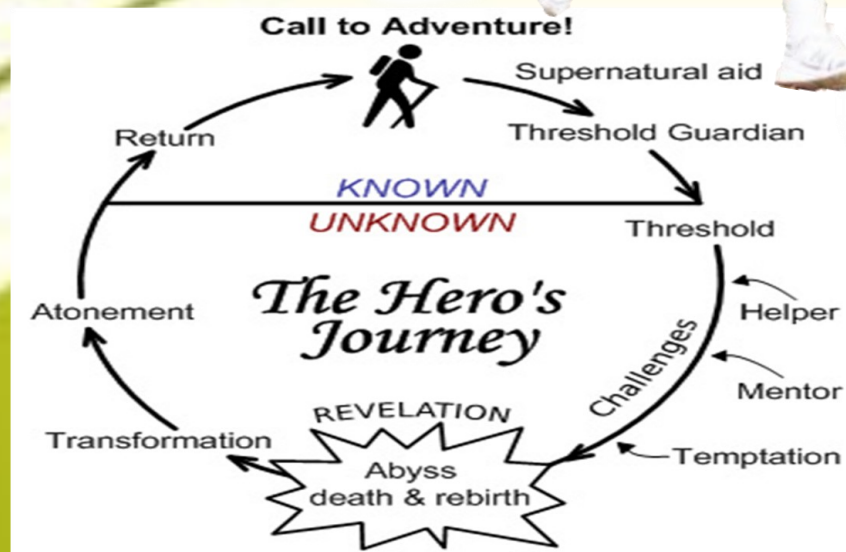 Call to Adventure!
Supernatural aid
Threshold Guardian
Return
KNOWN
UNKNOWN
Threshold
The Hero's
Journey
Atonement
Helper
Challenges
Mentor
REVELATION
Transformation
Abyss
death & rebirth
Temptation